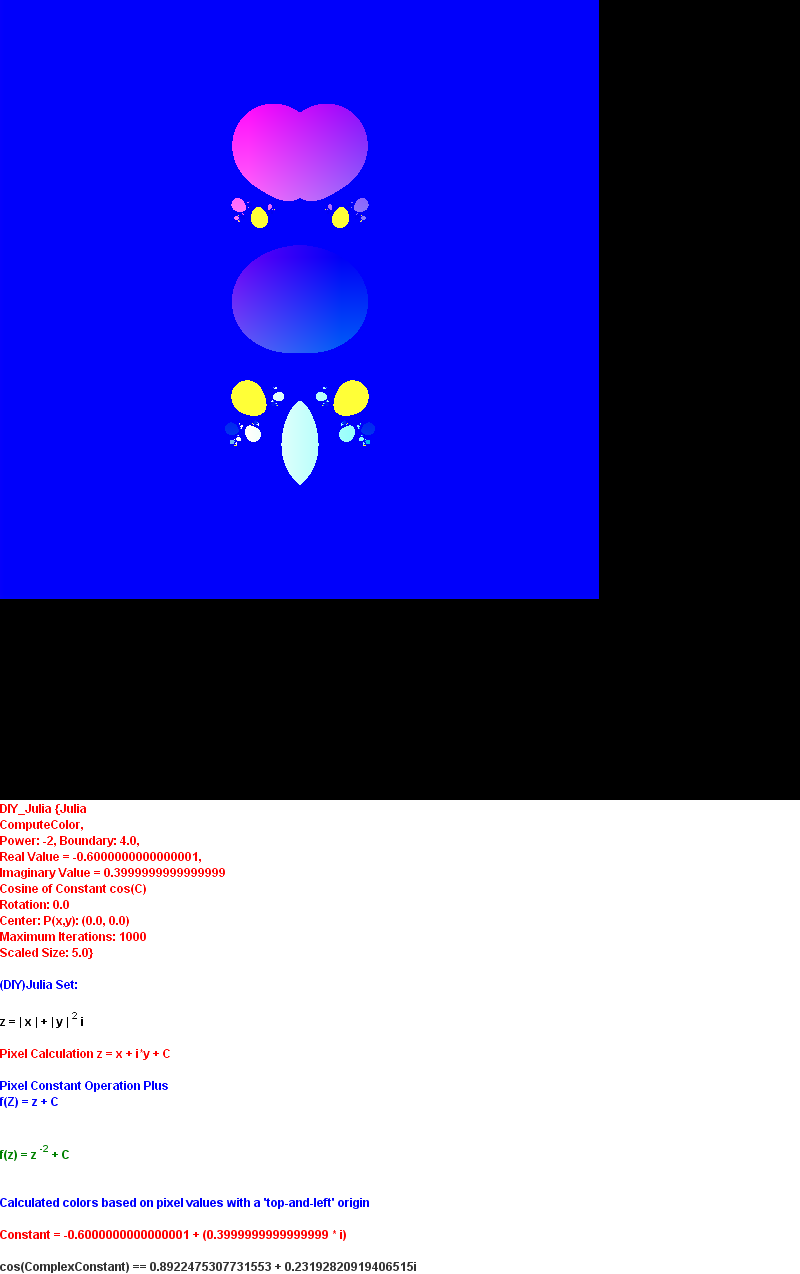 DIY_Julia {Julia
ComputeColor,
Power: -2, Boundary: 4.0,
Real Value = -0.6000000000000001,
Imaginary Value = 0.3999999999999999
Cosine of Constant cos(C)
Rotation: 0.0
Center: P(x,y): (0.0, 0.0)
Maximum Iterations: 1000
Scaled Size: 5.0}
(DIY)Julia Set:
z = | x | + | y | 2 i
Pixel Calculation z = x + i*y + C
Pixel Constant Operation Plus
f(Z) = z + C
f(z) = z -2 + C
Calculated colors based on pixel values with a 'top-and-left' origin
Constant = -0.6000000000000001 + (0.3999999999999999 * i)
cos(ComplexConstant) == 0.8922475307731553 + 0.23192820919406515i